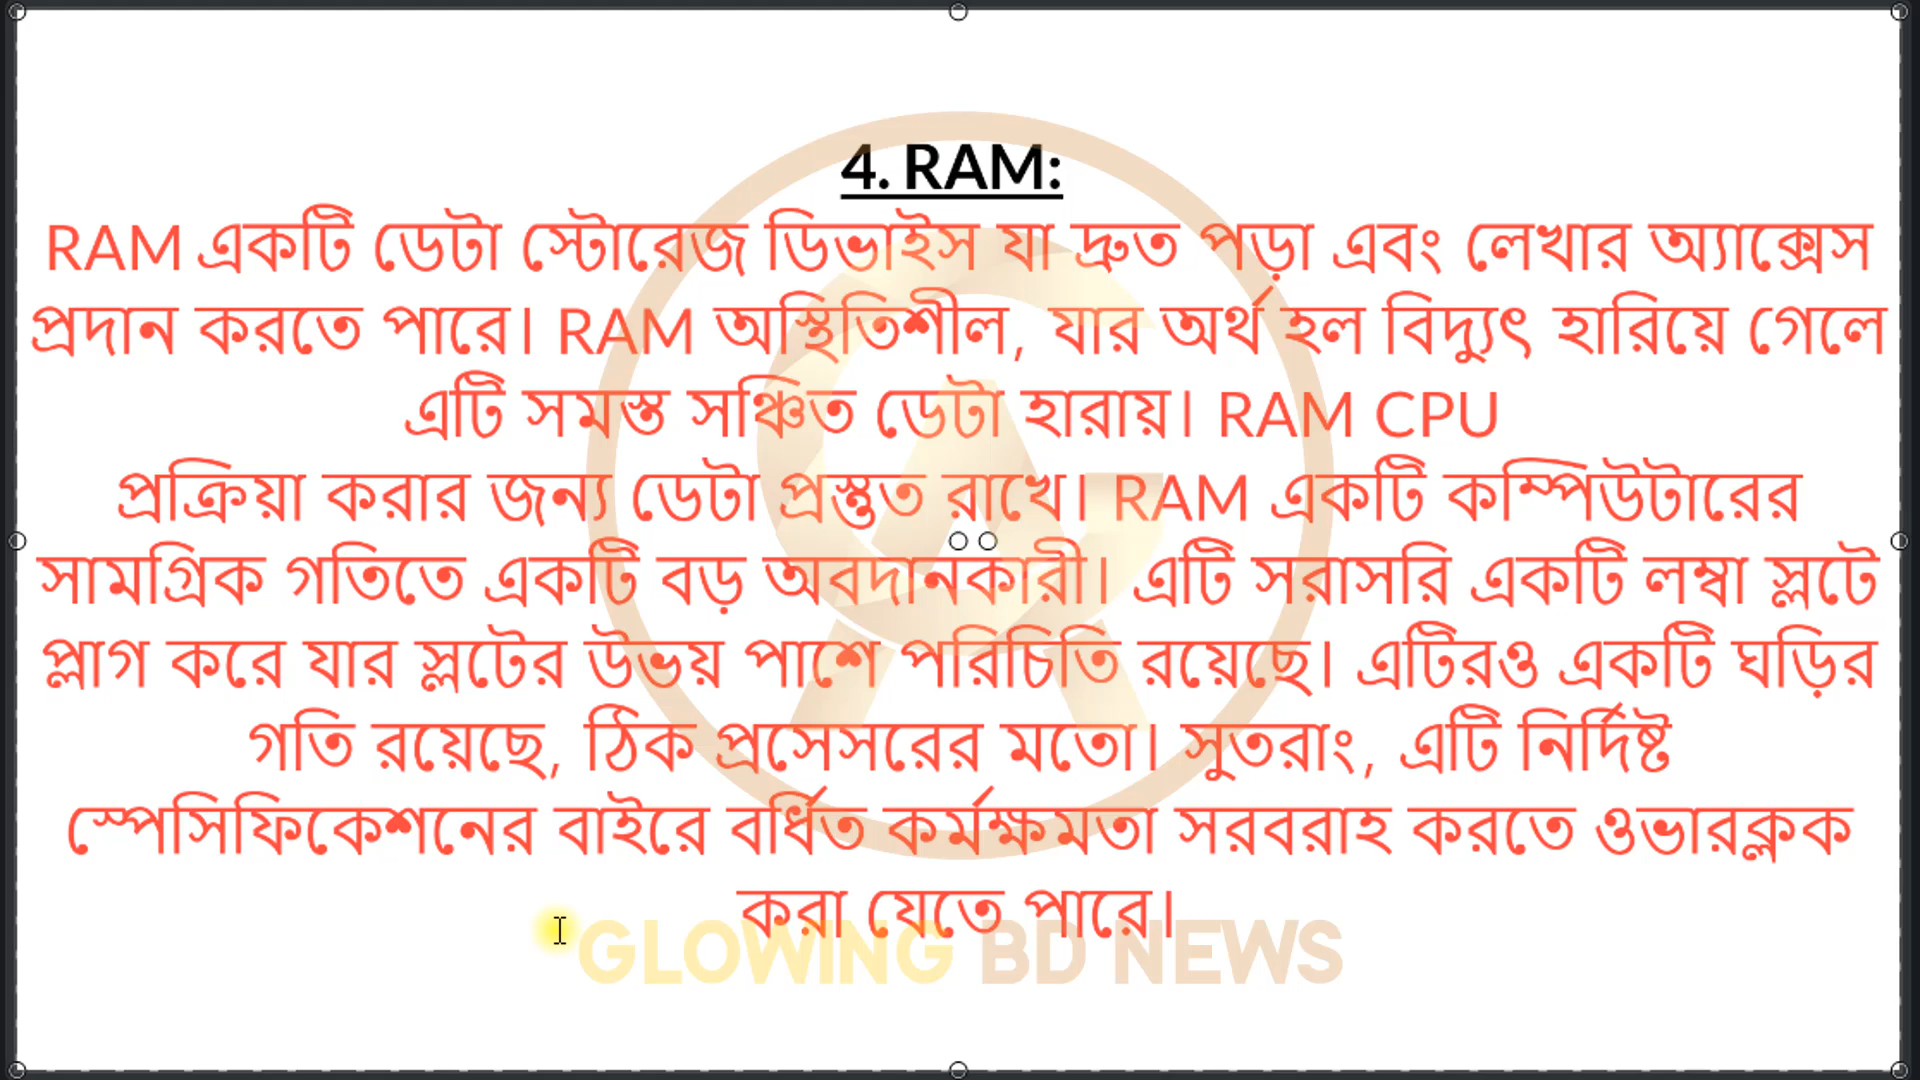 4. RAM:
RAM একটি ডেটা স্টোরেজ ডিভাইস যা দ্রুত পড়া এবং লেখার অ্যাক্সেস
প্রদান করতে পারে। RAM অস্থিতিশীল, যার অর্থ হল বিদ্যুৎ হারিয়ে গেলে
এটি সমস্ত সঞ্চিত ডেটা হারায়। RAM CPU
প্রক্রিয়া করার জন্য ডেটা প্রস্তুত রাখে। RAM একটি কম্পিউটারের
সামগ্রিক গতিতে একটি বড় অবদানকারী। এটি সরাসরি একটি লম্বা স্লটে
প্লাগ করে যার স্লটের উভয় পাশে পরিচিতি রয়েছে। এটিরও একটি ঘড়ির
গতি রয়েছে, ঠিক প্রসেসরের মতো। সুতরাং, এটি নির্দিষ্ট
স্পেসিফিকেশনের বাইরে বর্ধিত কর্মক্ষমতা সরবরাহ করতে ওভারক্লক
করা যেতে পারে।
GLOWING BD NEWS